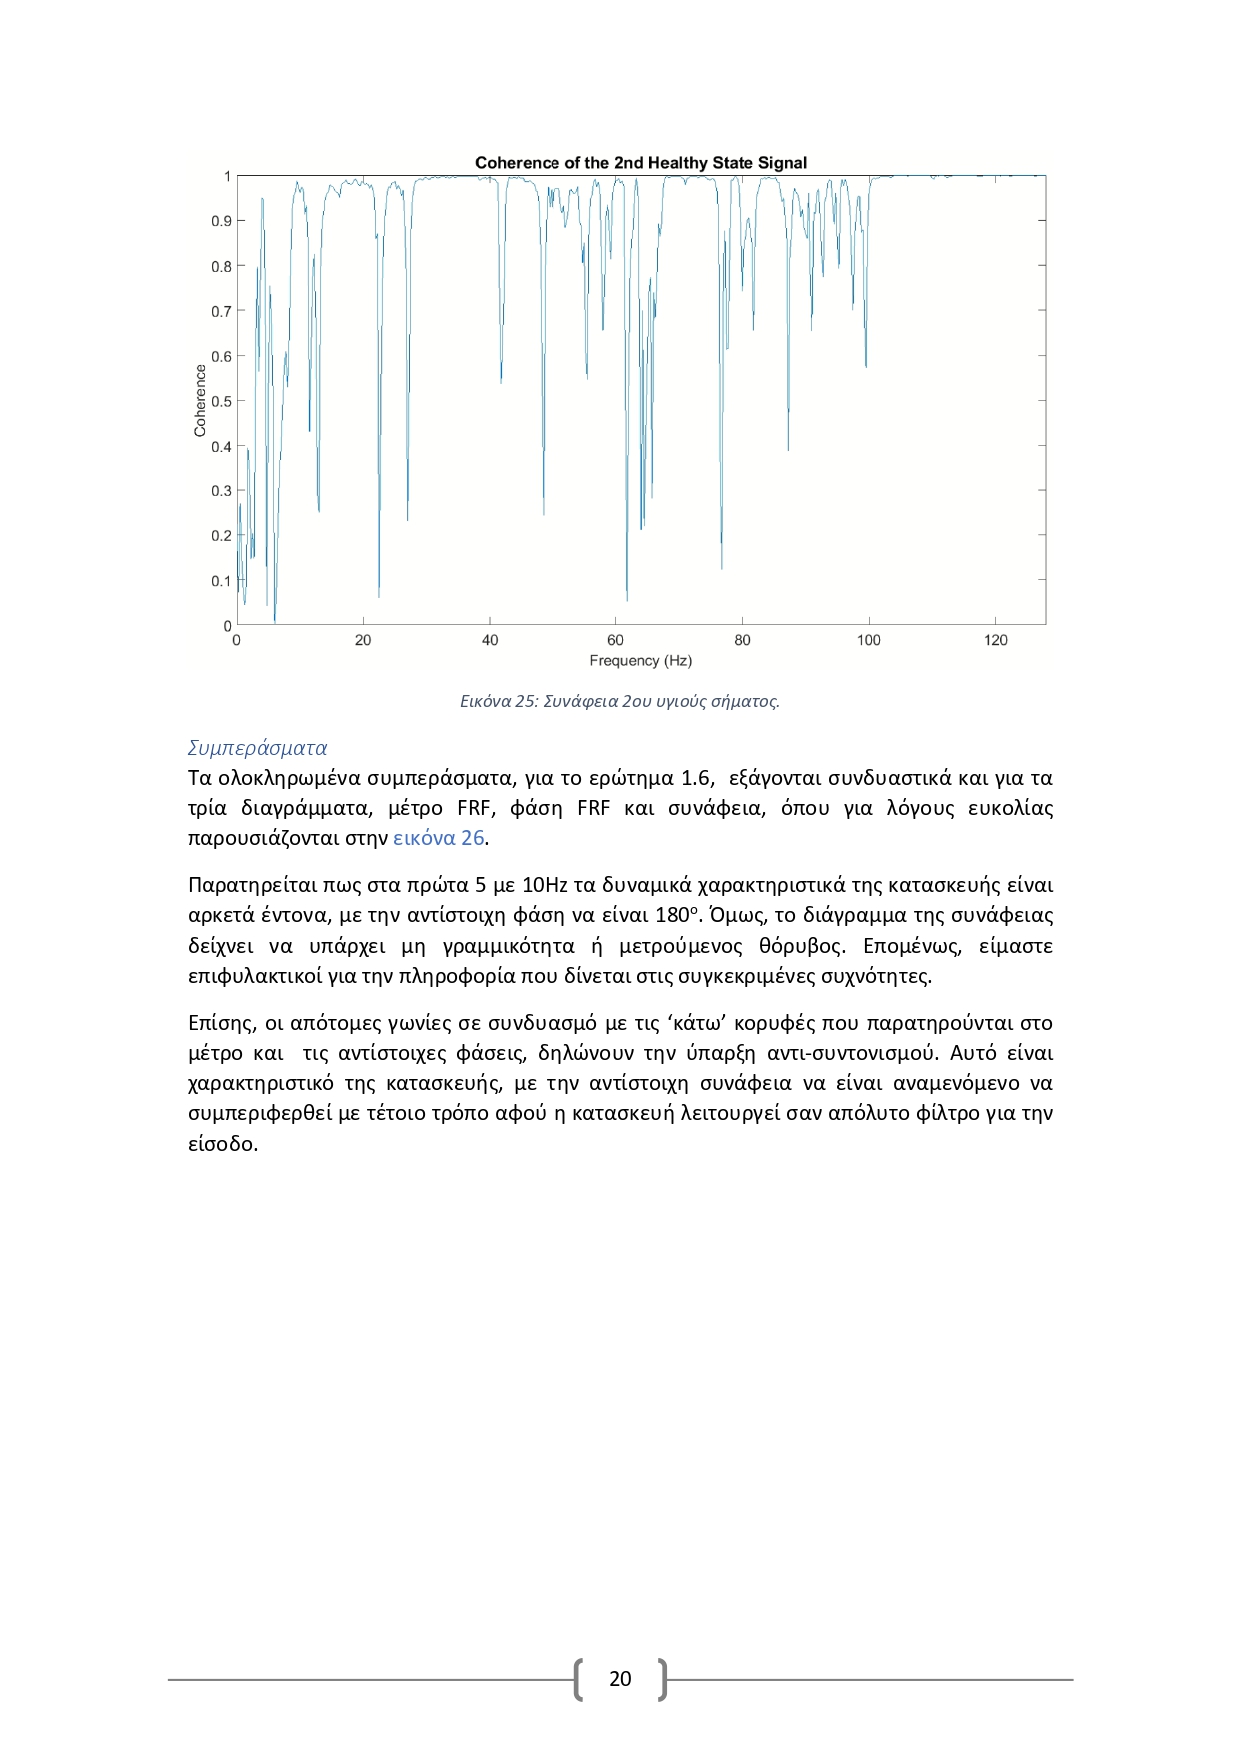 Coherence of the 2nd Healthy State Signal
1
0.9
0.8
0.7
0.6
0.5
0.4
0.3
0.2
0.1
0
Coherence
0 20 40 60 80 100 120
Frequency (Hz)
Εικόνα 25: Συνάφεια 2ου υγιούς σήματος.
Συμπεράσματα
Τα ολοκληρωμένα συμπεράσματα, για το ερώτημα 1.6, εξάγονται συνδυαστικά και για τα
τρία διαγράμματα, μέτρο FRF, φάση FRF και συνάφεια, όπου για λόγους ευκολίας
παρουσιάζονται στην εικόνα 26.
Παρατηρείται πως στα πρώτα 5 με 10Hz τα δυναμικά χαρακτηριστικά της κατασκευής είναι
αρκετά έντονα, με την αντίστοιχη φάση να είναι 180º. Όμως, το διάγραμμα της συνάφειας
δείχνει να υπάρχει μη γραμμικότητα ή μετρούμενος θόρυβος. Επομένως, είμαστε
επιφυλακτικοί για την πληροφορία που δίνεται στις συγκεκριμένες συχνότητες.
Επίσης, οι απότομες γωνίες σε συνδυασμό με τις ‘κάτω’ κορυφές που παρατηρούνται στο
μέτρο και τις αντίστοιχες φάσεις, δηλώνουν την ύπαρξη αντι-συντονισμού. Αυτό είναι
χαρακτηριστικό της κατασκευής, με την αντίστοιχη συνάφεια να είναι αναμενόμενο να
συμπεριφερθεί με τέτοιο τρόπο αφού η κατασκευή λειτουργεί σαν απόλυτο φίλτρο για την
είσοδο.
20